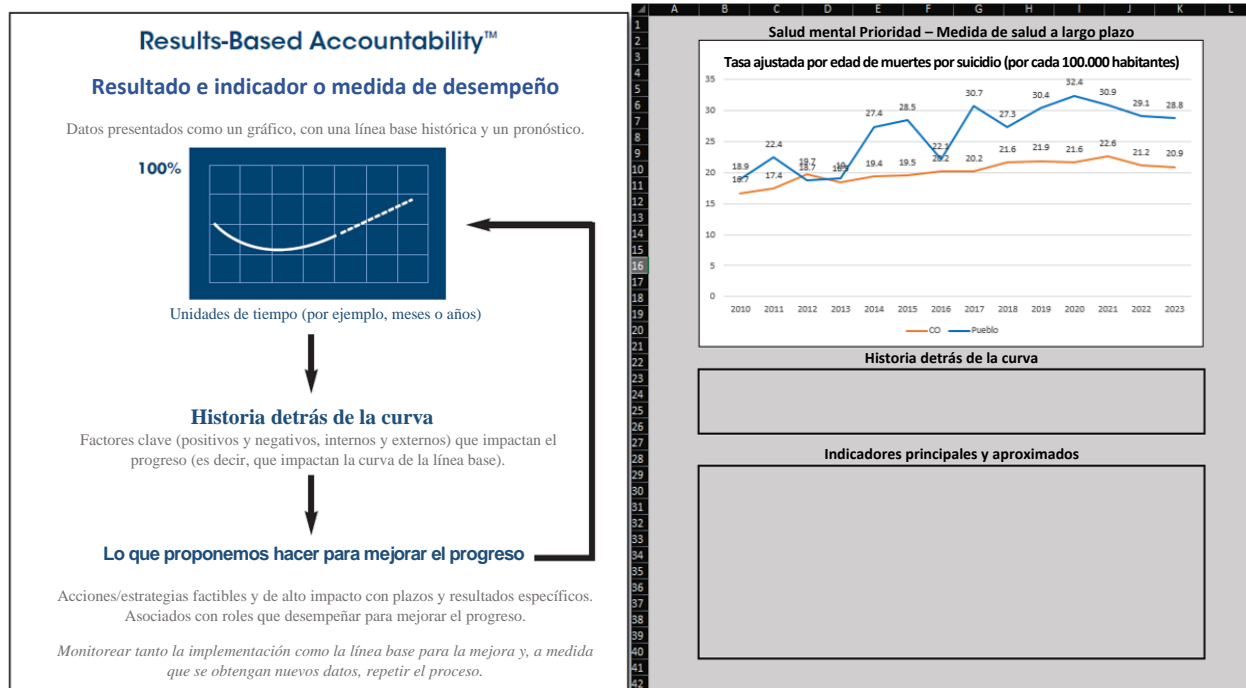 Results-Based Accountability™
Resultado e indicador o medida de desempeño
Datos presentados como un gráfico, con una línea base histórica y un pronóstico.
100%
Unidades de tiempo (por ejemplo, meses o años)
Historia detrás de la curva
Factores clave (positivos y negativos, internos y externos) que impactan el
progreso (es decir, que impactan la curva de la línea base).
Lo que proponemos hacer para mejorar el progreso
Acciones/estrategias factibles y de alto impacto con plazos y resultados específicos.
Asociados con roles que desempeñar para mejorar el progreso.
Monitorear tanto la implementación como la línea base para la mejora y, a medida
que se obtengan nuevos datos, repetir el proceso.
A B C D E F G H I J K L
1
2
3
4
5
6
7
8
9
10
11
12
13
14
15
16
17
18
19
20
21
22
23
24
25
26
27
28
29
30
31
32
33
34
35
36
37
38
39
40
41
42
Salud mental Prioridad – Medida de salud a largo plazo
Tasa ajustada por edad de muertes por suicidio (por cada 100.000 habitantes)
35
30
25
20
15
10
5
0
18.9 22.4 18.7 27.4 28.5 22.1 30.7 27.3 30.4 32.4 30.9 29.1 28.8
16.7 17.4 19.7 19.4 19.5 20.2 20.2 21.6 21.9 21.6 22.6 21.2 20.9
2010 2011 2012 2013 2014 2015 2016 2017 2018 2019 2020 2021 2022 2023
CO Pueblo
Historia detrás de la curva
Indicadores principales y aproximados